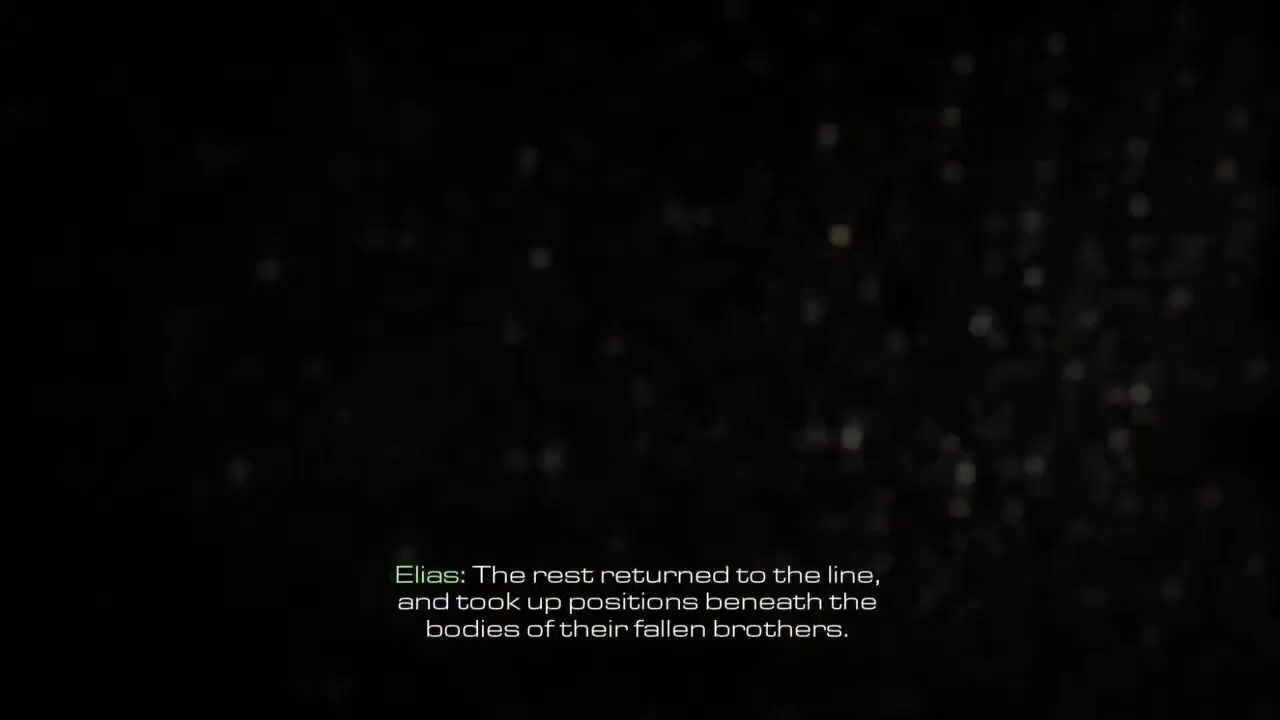 Elias: The rest returned to the line,
and took up positions beneath the
bodies of their fallen brothers.